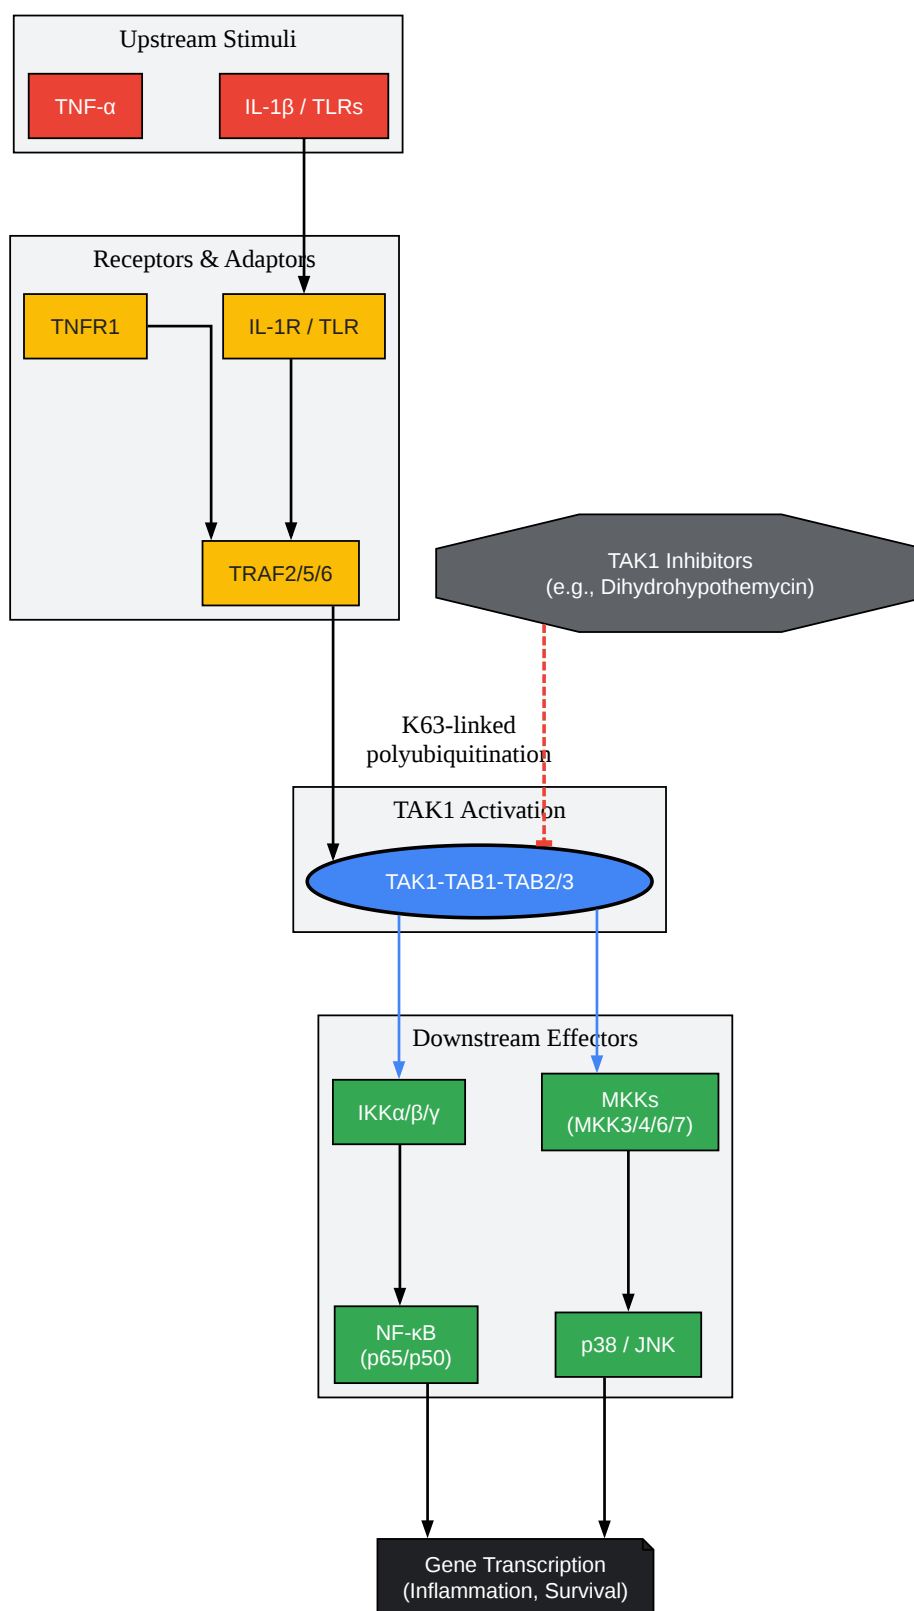 Upstream Stimuli
TNF-α
IL-1β / TLRs
Receptors & Adaptors
TNFR1
IL-1R / TLR
TRAF2/5/6
TAK1 Inhibitors
(e.g., Dihydrohypothemycin)
K63-linked
polyubiquitination
TAK1 Activation
TAK1-TAB1-TAB2/3
Downstream Effectors
IKKα/β/γ
MKKs
(MKK3/4/6/7)
NF-κB
(p65/p50)
p38 / JNK
Gene Transcription
(Inflammation, Survival)